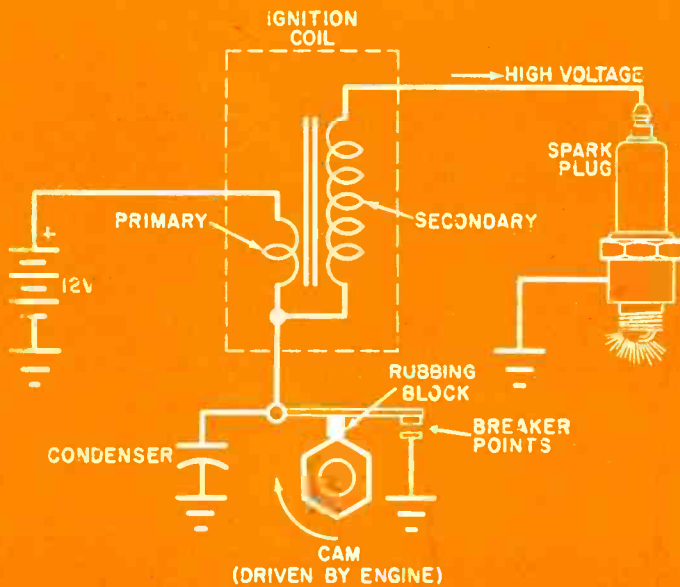 IGNITION
COIL
HIGH VOLTAGE
SPARK
PLUG
PRIMARY
SECONDARY
+
12V
RUBBING
BLOCK
BREAKER
POINTS
CONDENSER
CAM
(DRIVEN BY ENGINE)